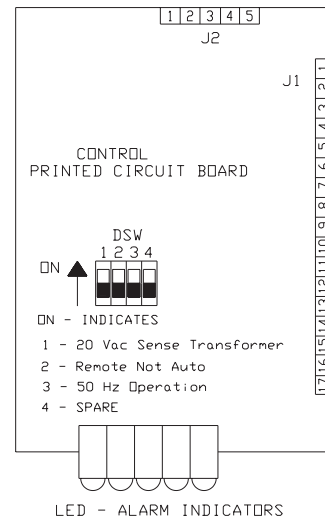 1 2 3 4 5
J2
J1
1
2
3
4
5
6
7
8
9
10
11
12
13
14
15
16
17
CONTROL
PRINTED CIRCUIT BOARD
DSW
1 2 3 4
ON
ON - INDICATES
1 - 20 Vac Sense Transformer
2 - Remote Not Auto
3 - 50 Hz Operation
4 - SPARE
LED - ALARM INDICATORS